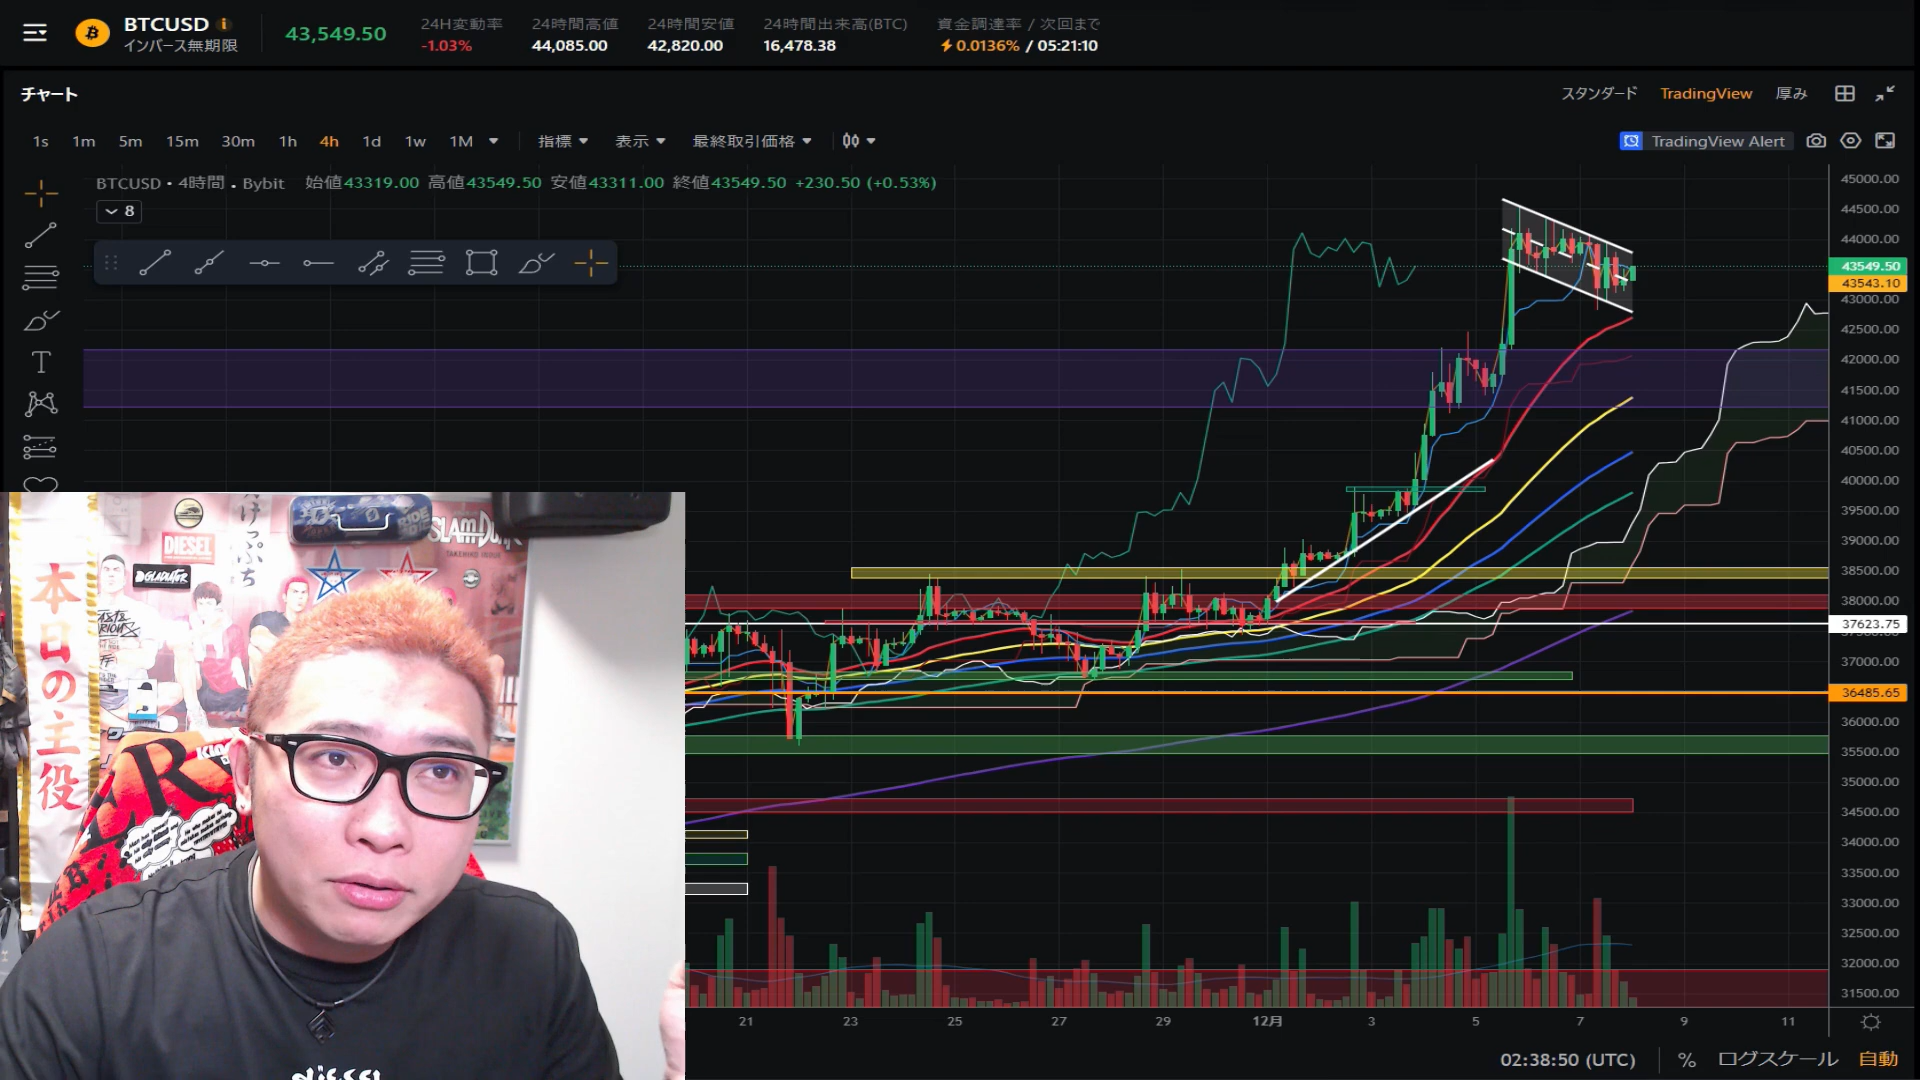 BTCUSD
インバース無期限
43,549.50
24H変動率
-1.03%
24時間高値
44,085.00
24時間安値
42,820.00
24時間出来高(BTC)
16,478.38
資金調達率 / 次回まで
0.0136% / 05:21:10
チャート
スタンダード
TradingView
厚み
1s 1m 5m 15m 30m 1h 4h 1d 1w 1M
指標
表示
最終取引価格
TradingView Alert
BTCUSD • 4時間 • Bybit 始値43319.00 高値43549.50 安値43311.00 終値43549.50 +230.50 (+0.53%)
8
45000.00
44500.00
44000.00
43549.50
43543.10
43000.00
42500.00
42000.00
41500.00
41000.00
40500.00
40000.00
39500.00
39000.00
38500.00
38000.00
37623.75
37000.00
36485.65
36000.00
35500.00
35000.00
34500.00
34000.00
33500.00
33000.00
32500.00
32000.00
31500.00
21 23 25 27 29 12月 3 5 7 9 11
02:38:50 (UTC)
%
ログスケール
自動
本日の主役
DIESEL
GLADIATOR
SLAM DUNK
けっぷち